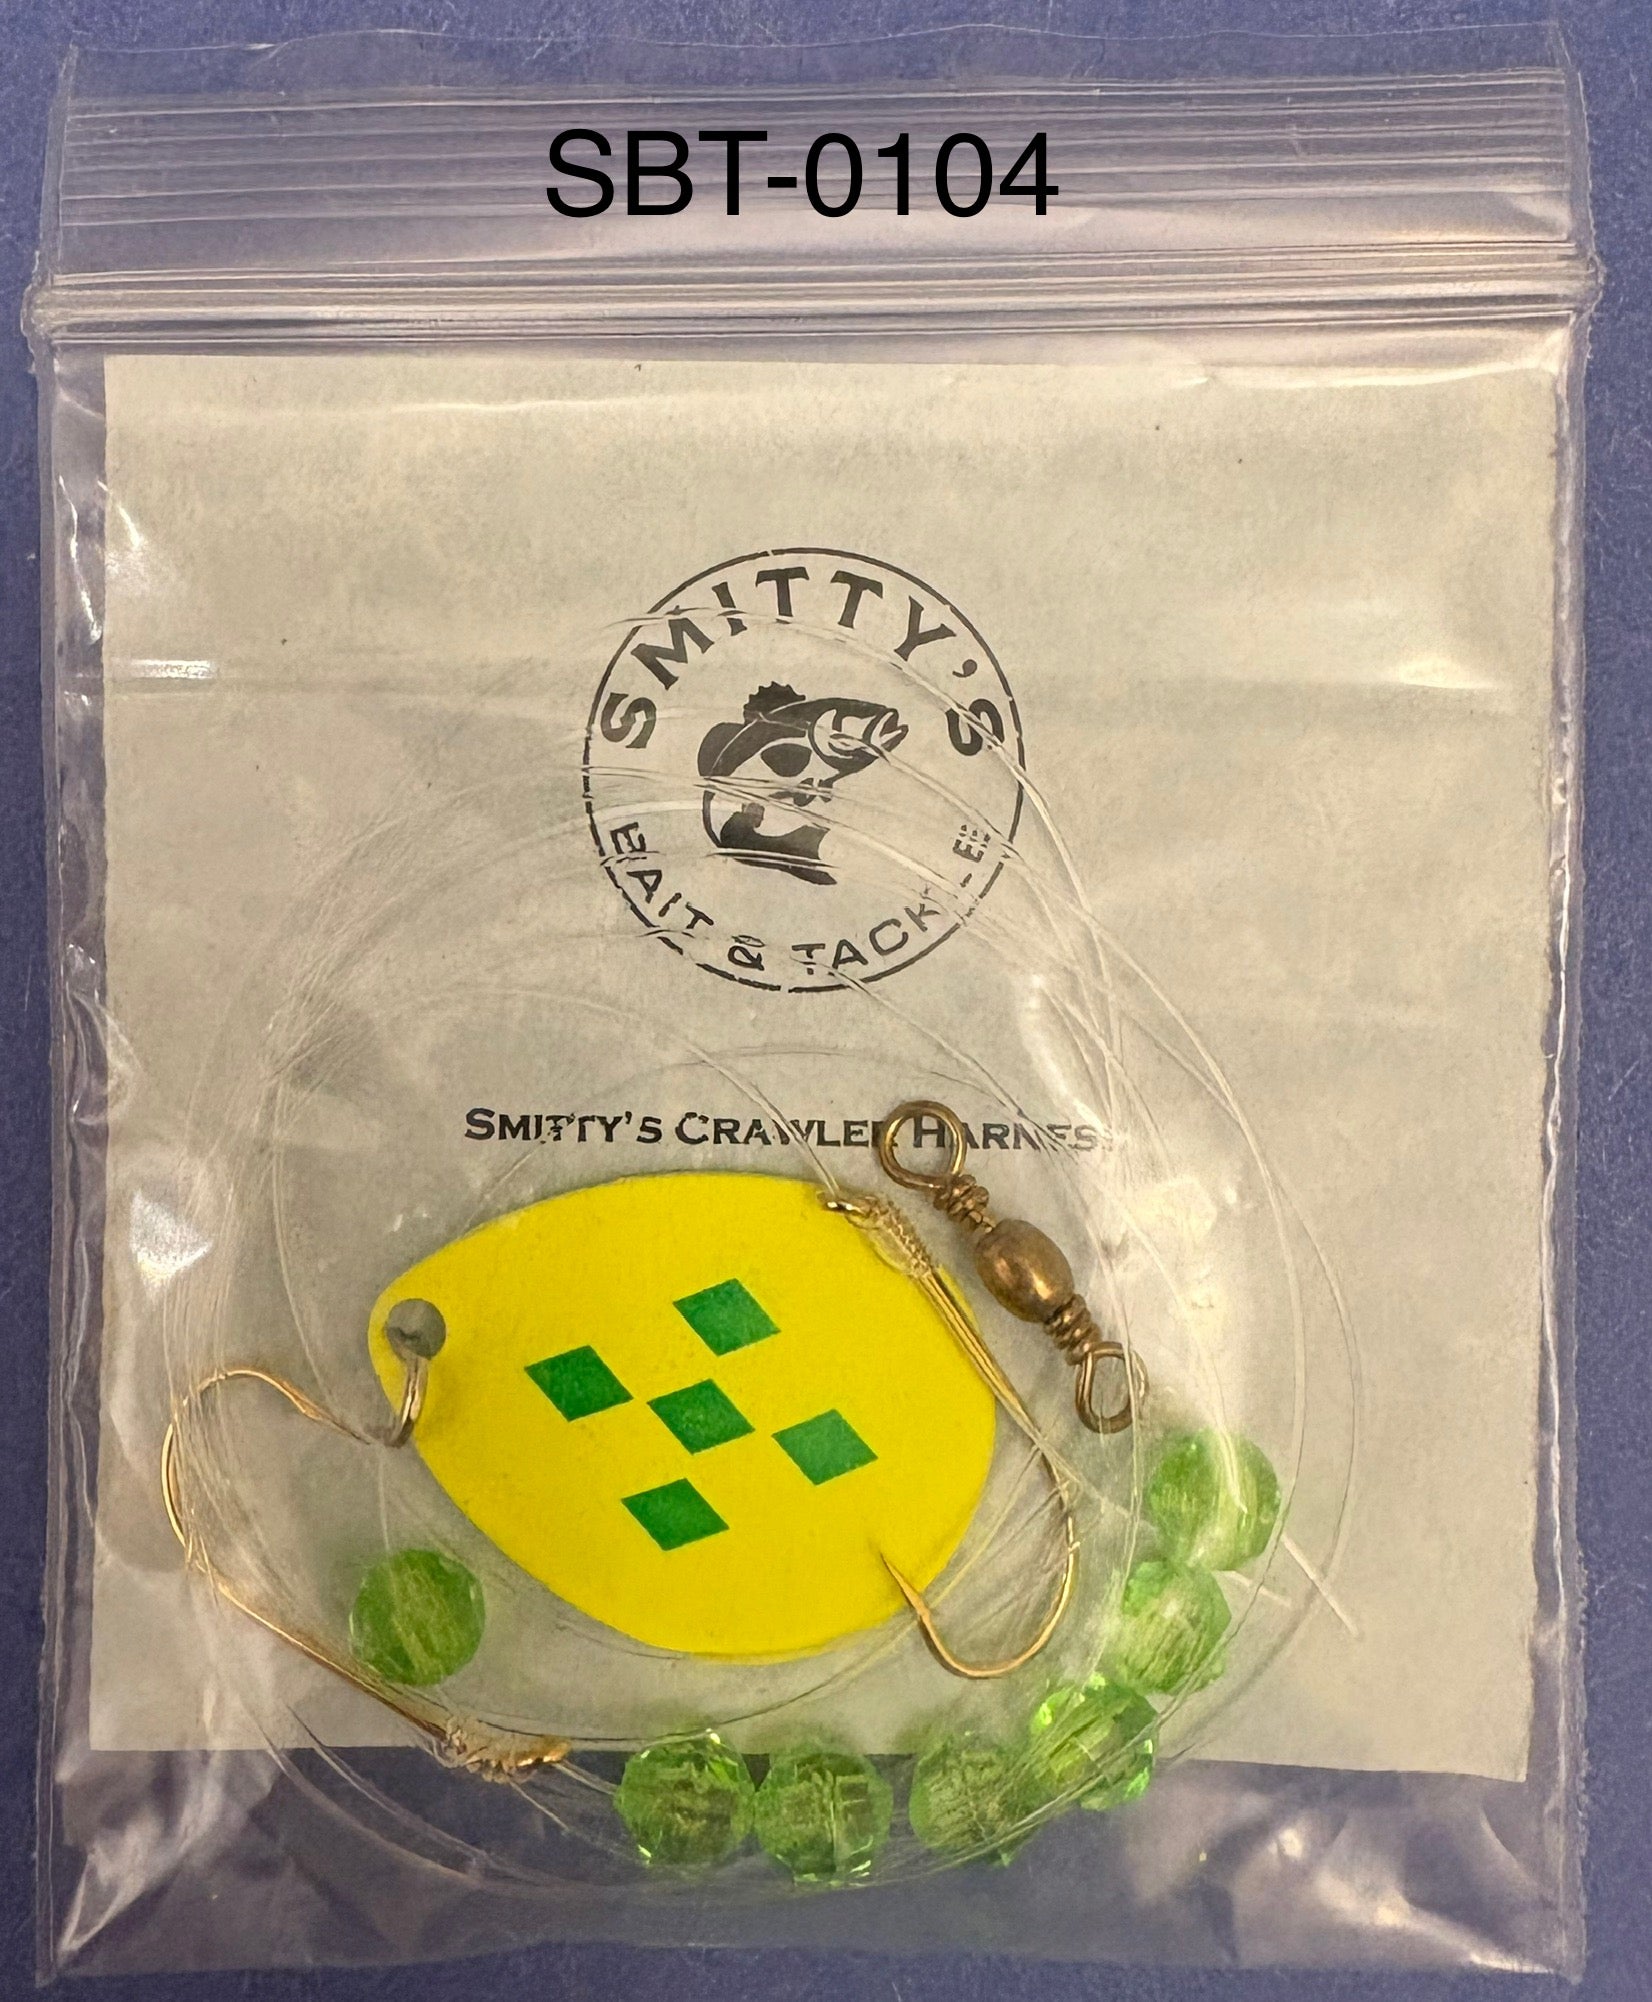 SBT-0104
SMITTY'S
BAIT & TACKLE
SMITTY'S CRAWLER HARNESS